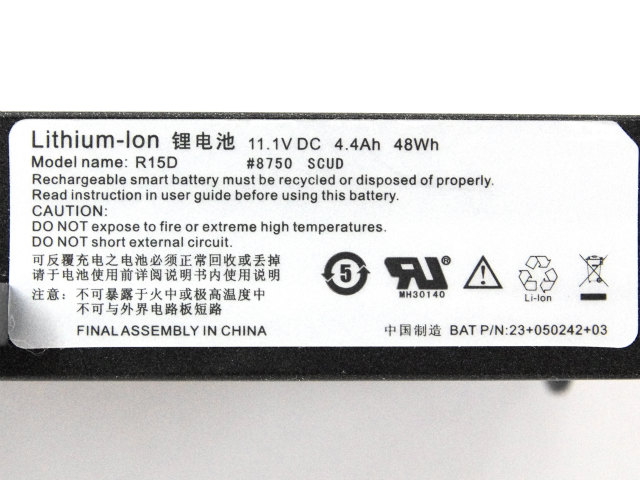 Lithium-Ion 锂电池 11.1V DC 4.4Ah 48Wh
Model name: R15D #8750 SCUD
Rechargeable smart battery must be recycled or disposed of properly.
Read instruction in user guide before using this battery.
CAUTION:
DO NOT expose to fire or extreme high temperatures.
DO NOT short external circuit.
可反覆充电之电池必须正常回收或丢掉
请于电池使用前详阅说明书内使用说明
注意: 不可暴露于火中或极高温度中
不可与外界电路板短路
5
MH30140
Li-Ion
FINAL ASSEMBLY IN CHINA
中国制造 BAT P/N:23+050242+03